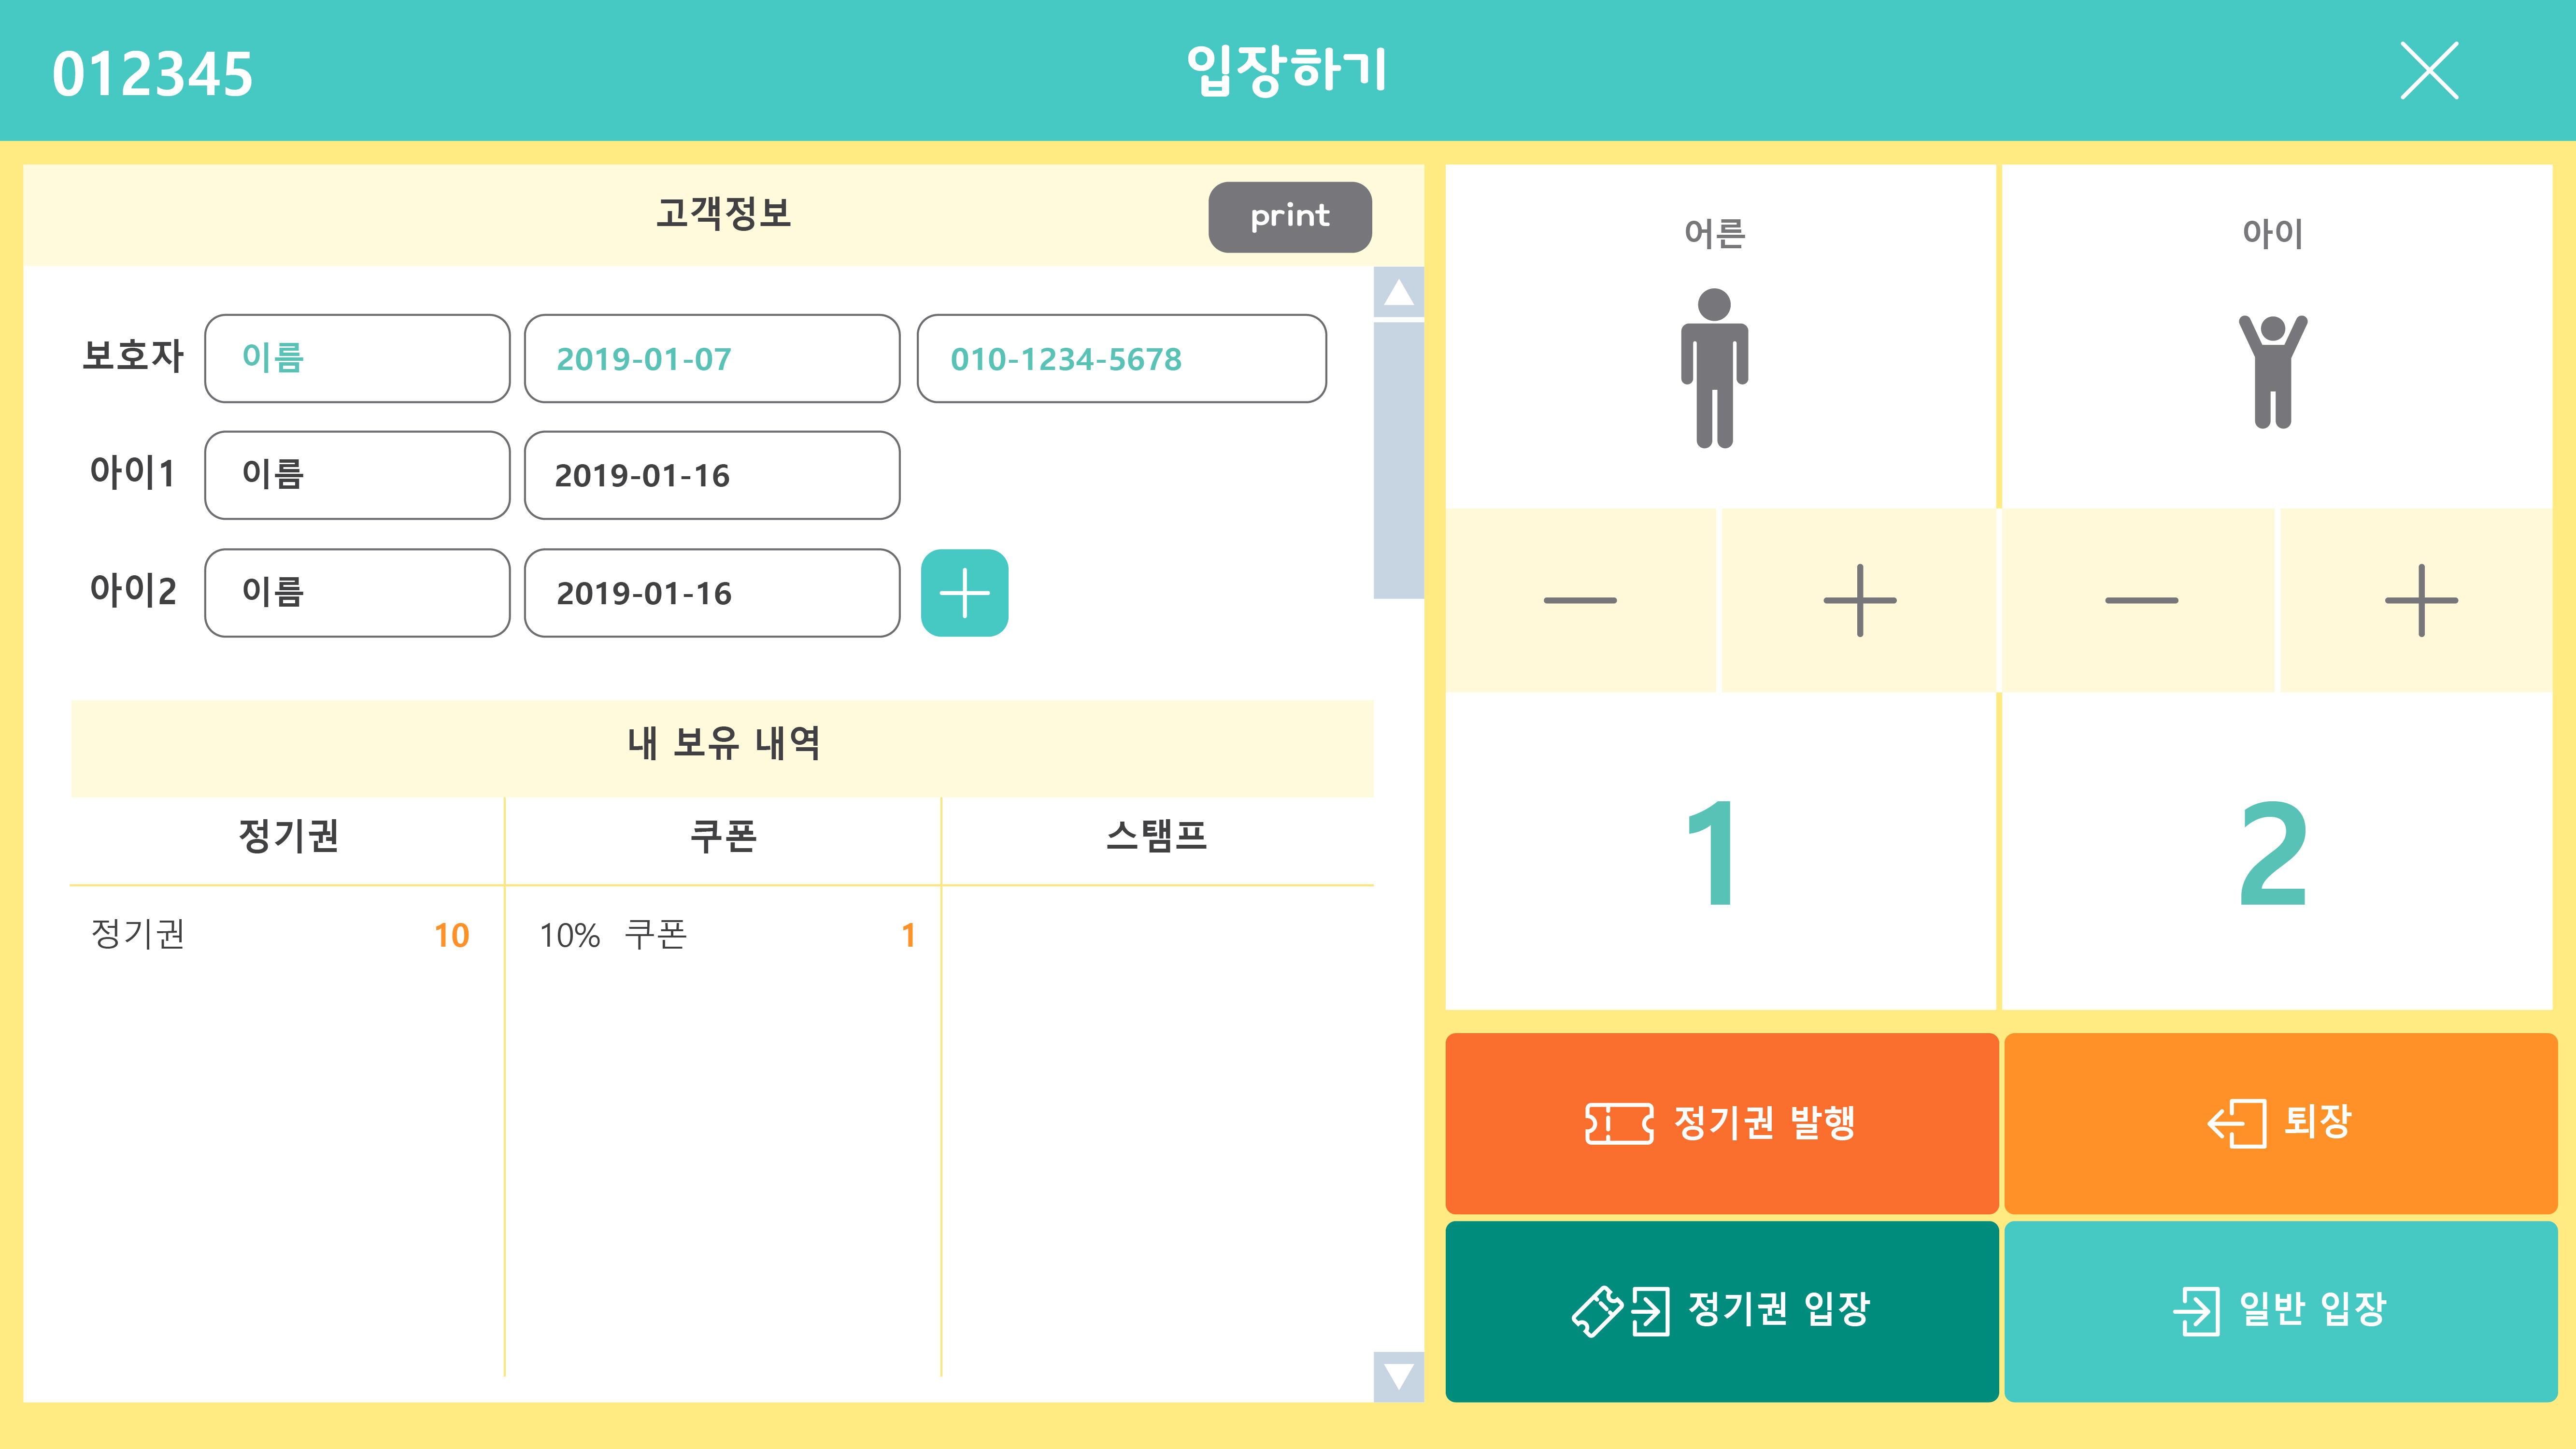 012345
입장하기
고객정보
print
보호자 이름 2019-01-07 010-1234-5678
아이1 이름 2019-01-16
아이2 이름 2019-01-16
내 보유 내역
정기권 쿠폰 스탬프
정기권 10 10% 쿠폰 1
어른 아이
1 2
정기권 발행
퇴장
정기권 입장
일반 입장